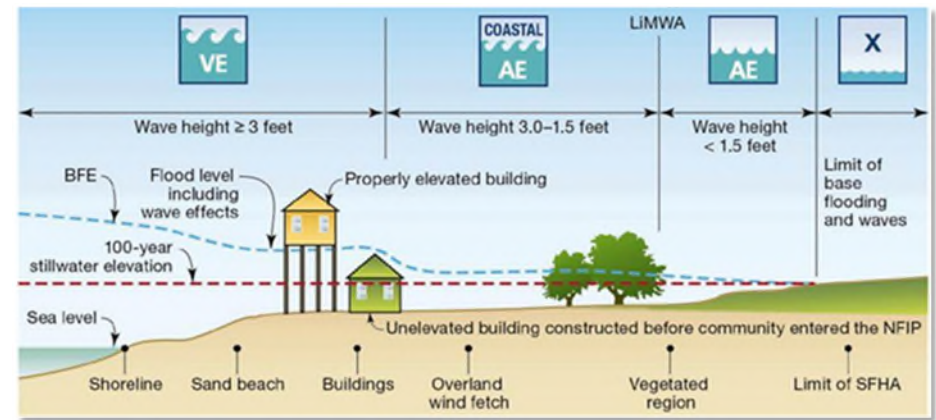 VE
COASTAL
AE
LiMWA
AE
X
Wave height ≥ 3 feet
Wave height 3.0–1.5 feet
Wave height
< 1.5 feet
Limit of
base
flooding
and waves
BFE
Flood level
including
wave effects
Properly elevated building
100-year
stillwater elevation
Sea level
Unelevated building constructed before community entered the NFIP
Shoreline
Sand beach
Buildings
Overland
wind fetch
Vegetated
region
Limit of SFHA